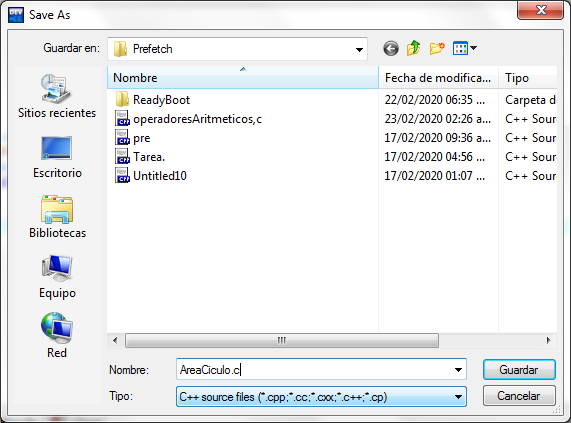 DEV
Save As
Guardar en:
Prefetch
Nombre
Fecha de modifica...
Tipo
ReadyBoot
22/02/2020 06:35 ...
Carpeta de
operadoresAritmeticos,c
23/02/2020 02:26 a...
C++ Sour
pre
17/02/2020 09:36 a...
C++ Sour
Tarea.
17/02/2020 04:56 ...
C++ Sour
Untitled10
17/02/2020 01:07 ...
C++ Sour
Sitios recientes
Escritorio
Bibliotecas
Equipo
Red
Nombre:
AreaCiculo.c
Guardar
Tipo:
C++ source files (*.cpp;*.cc;*.cxx;*.c++;*.cp)
Cancelar